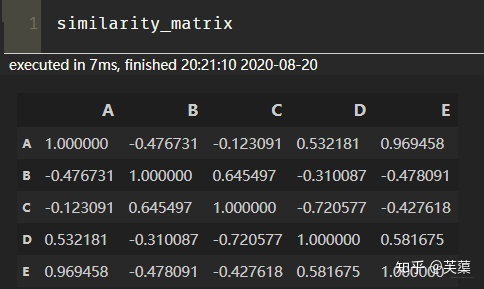 1 similarity_matrix
executed in 7ms, finished 20:21:10 2020-08-20
A B C D E
A 1.000000 -0.476731 -0.123091 0.532181 0.969458
B -0.476731 1.000000 0.645497 -0.310087 -0.478091
C -0.123091 0.645497 1.000000 -0.720577 -0.427618
D 0.532181 -0.310087 -0.720577 1.000000 0.581675
E 0.969458 -0.478091 -0.427618 0.581675 1.000000
知乎 @芙蕖